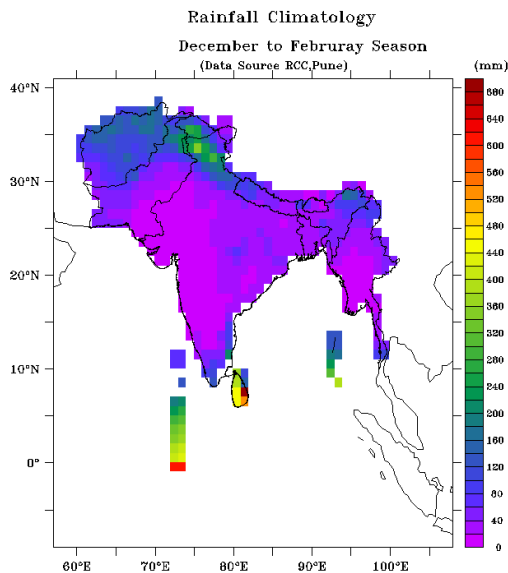 Rainfall Climatology
December to Februray Season
(Data Source RCC,Pune)
(mm)
40°N
30°N
20°N
10°N
0°
60°E
70°E
80°E
90°E
100°E
680
640
600
560
520
480
440
400
360
320
280
240
200
160
120
80
40
0